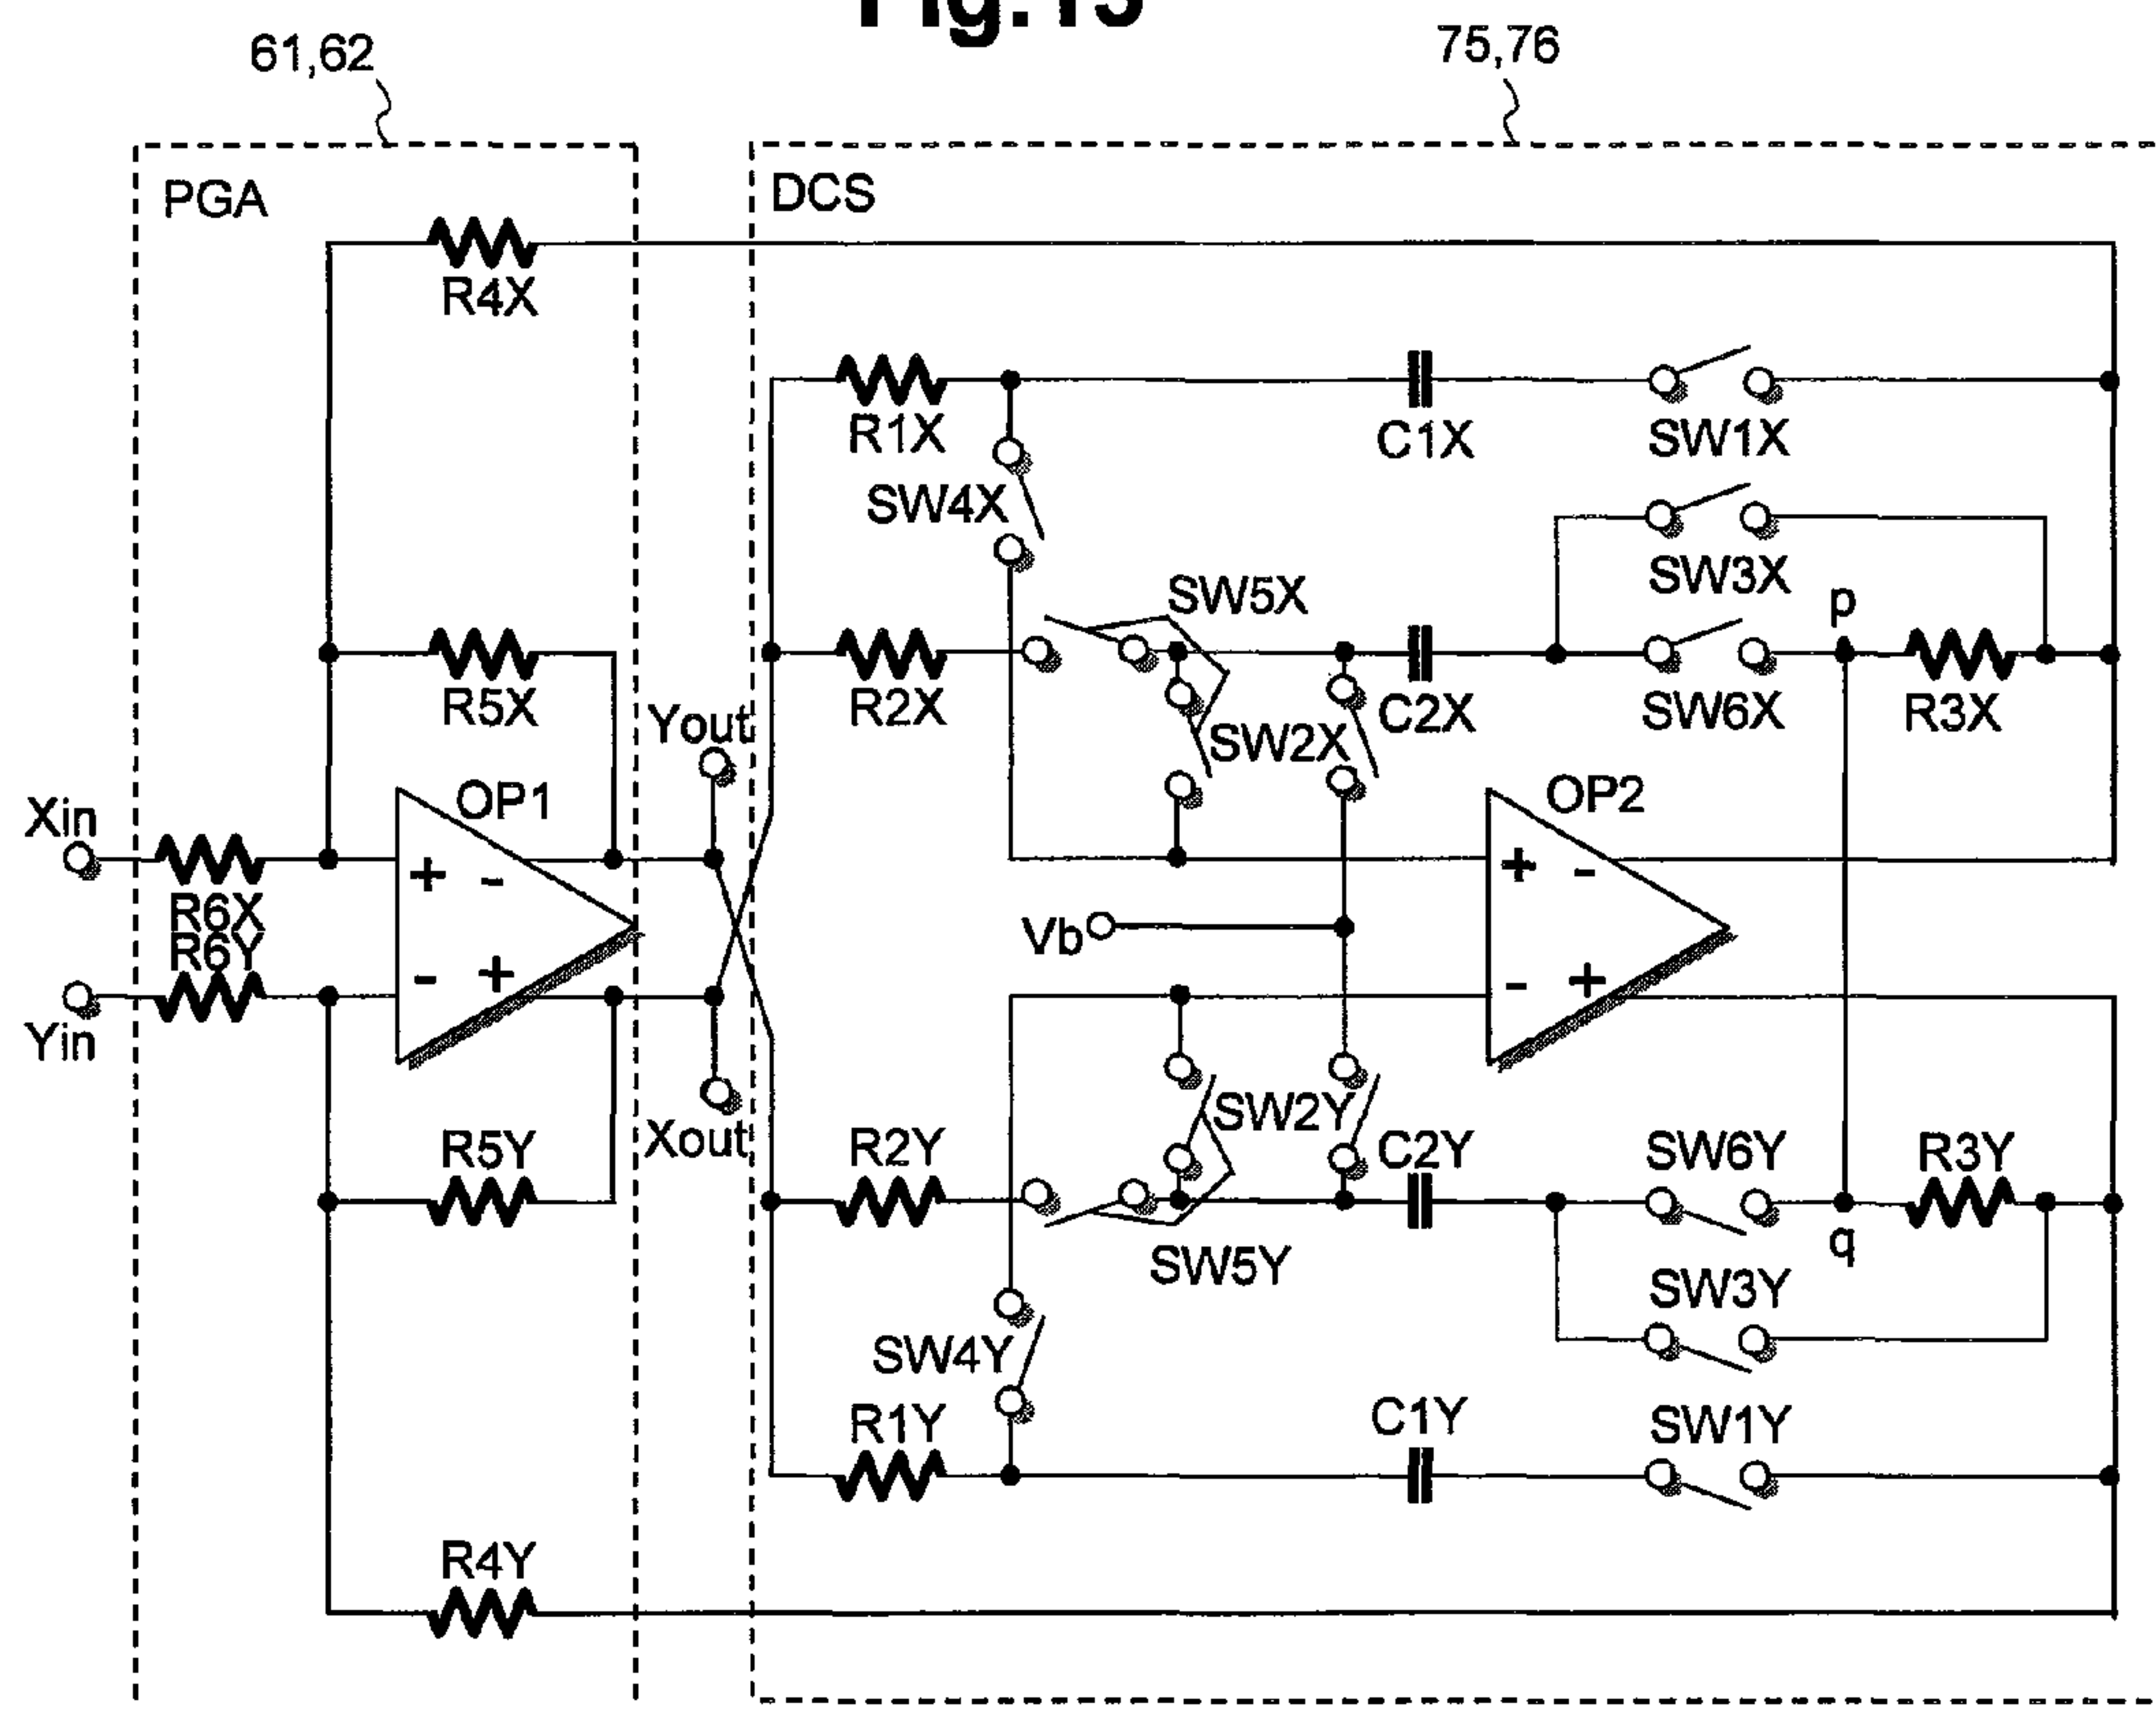 Fig.13
61,62
75,76
PGA
DCS
R4X
R1X
C1X
SW1X
SW4X
SW3X
SW5X
p
R5X
R2X
C2X
SW6X
R3X
Yout
SW2X
Xin
OP1
OP2
+ -
+ -
R6X
Vb
R6Y
- +
- +
Yin
Xout
SW2Y
R5Y
R2Y
C2Y
SW6Y
R3Y
q
SW5Y
SW3Y
SW4Y
R1Y
C1Y
SW1Y
R4Y